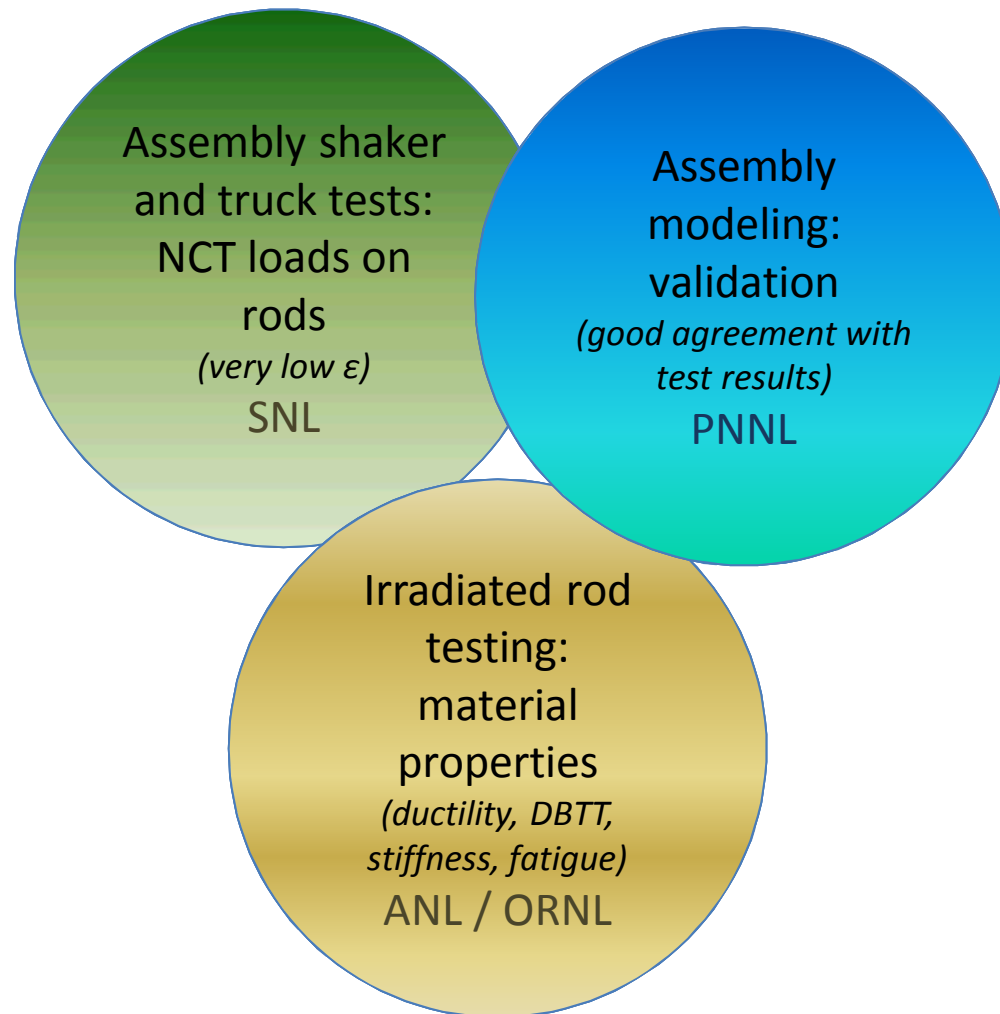 Assembly shaker
and truck tests:
NCT loads on
rods
(very low ε)
SNL
Assembly
modeling:
validation
(good agreement with
test results)
PNNL
Irradiated rod
testing:
material
properties
(ductility, DBTT,
stiffness, fatigue)
ANL / ORNL